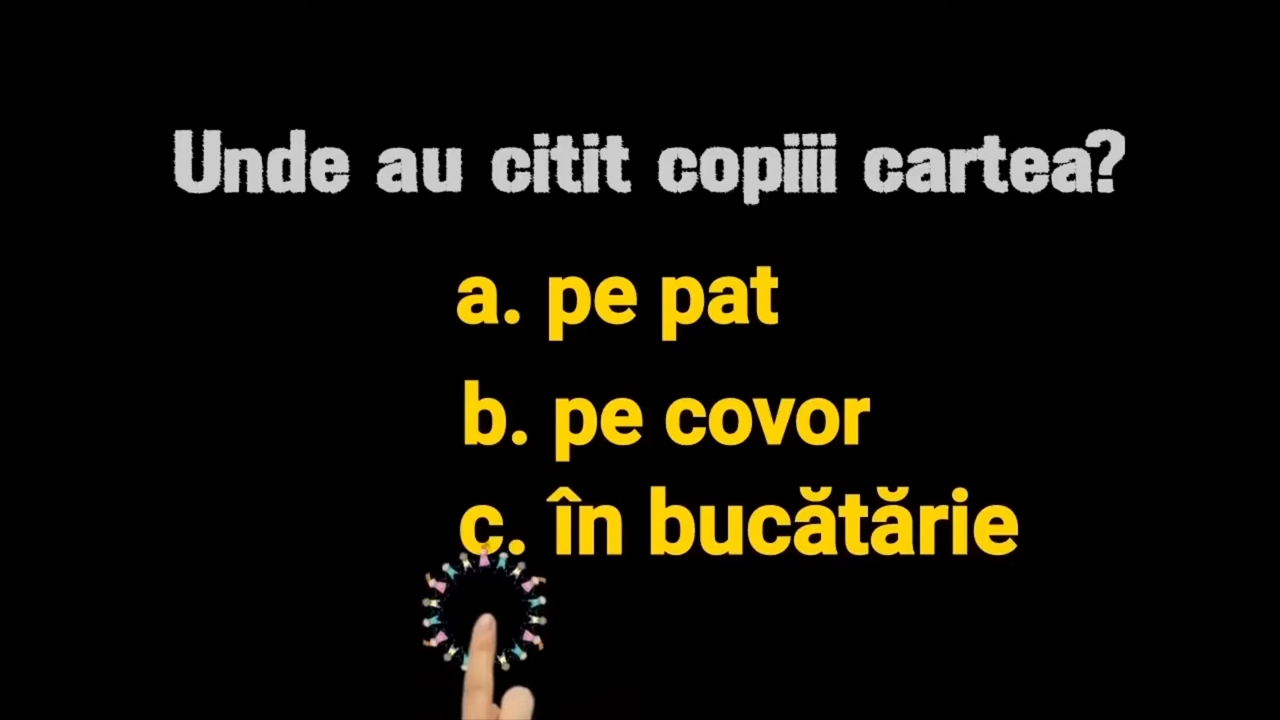 Unde au citit copiii cartea?
a. pe pat
b. pe covor
c. în bucătărie